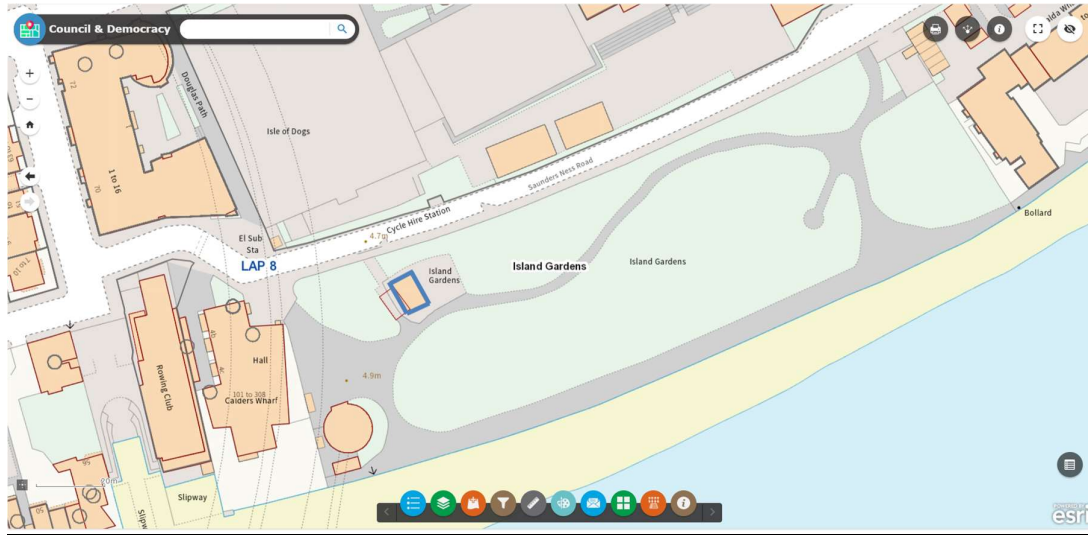 Council & Democracy
Douglas Path
Isle of Dogs
72
1
1 to 16
70
Saunders Ness Road
Cycle Hire Station
4.7m
El Sub
Sta
LAP 8
Island
Gardens
Island Gardens
Island Gardens
Bollard
Rowing Club
Hall
101 to 308
Calders Wharf
4.9m
20m
Slipway
esri